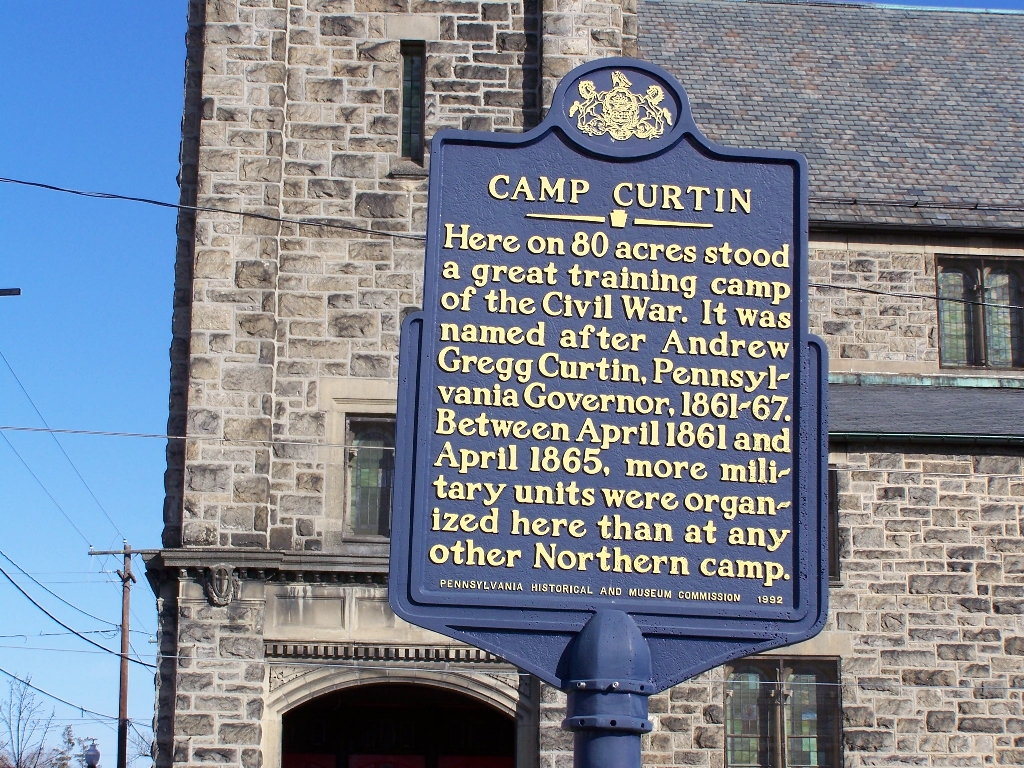 CAMP CURTIN
Here on 80 acres stood
a great training camp
of the Civil War. It was
named after Andrew
Gregg Curtin, Pennsyl-
vania Governor, 1861-67.
Between April 1861 and
April 1865, more mili-
tary units were organ-
ized here than at any
other Northern camp.
PENNSYLVANIA HISTORICAL AND MUSEUM COMMISSION 1992